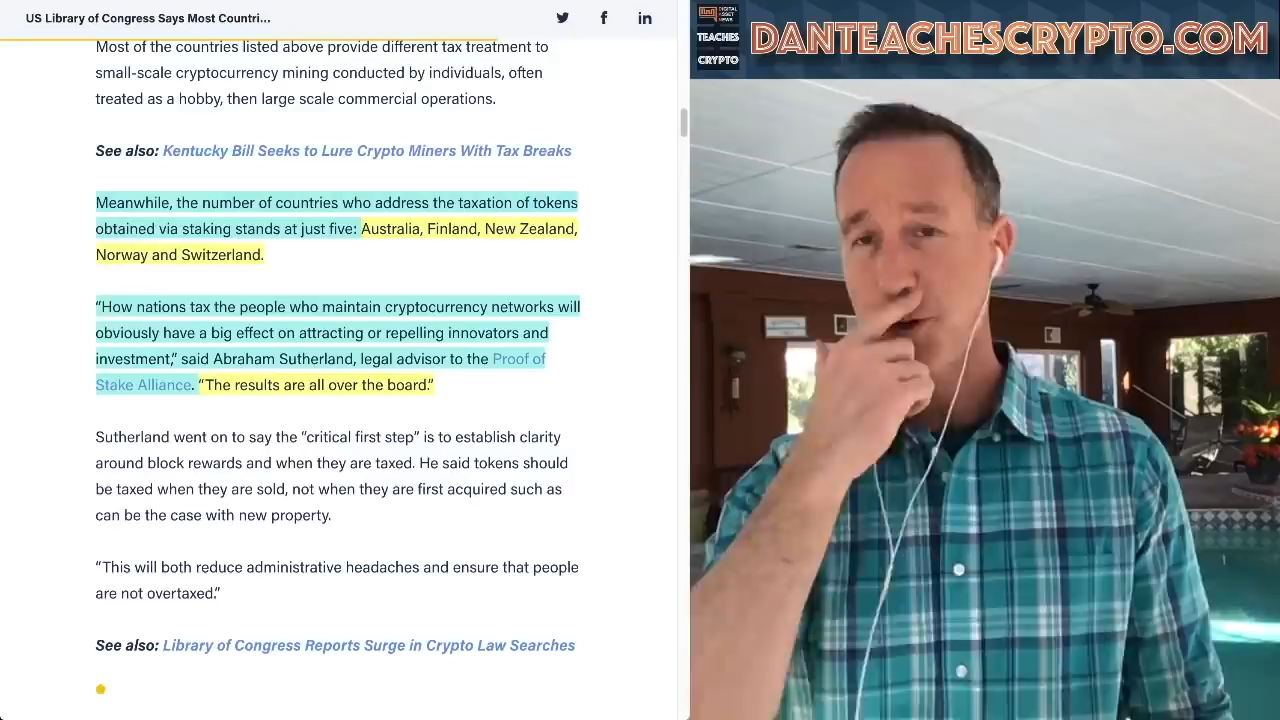 US Library of Congress Says Most Countri...
Most of the countries listed above provide different tax treatment to
small-scale cryptocurrency mining conducted by individuals, often
treated as a hobby, then large scale commercial operations.
See also: Kentucky Bill Seeks to Lure Crypto Miners With Tax Breaks
Meanwhile, the number of countries who address the taxation of tokens
obtained via staking stands at just five: Australia, Finland, New Zealand,
Norway and Switzerland.
“How nations tax the people who maintain cryptocurrency networks will
obviously have a big effect on attracting or repelling innovators and
investment,” said Abraham Sutherland, legal advisor to the Proof of
Stake Alliance. “The results are all over the board.”
Sutherland went on to say the “critical first step” is to establish clarity
around block rewards and when they are taxed. He said tokens should
be taxed when they are sold, not when they are first acquired such as
can be the case with new property.
“This will both reduce administrative headaches and ensure that people
are not overtaxed.”
See also: Library of Congress Reports Surge in Crypto Law Searches
DIGITAL
ASSET
NEWS
TEACHES
CRYPTO
DANTEACHESCRYPTO.COM